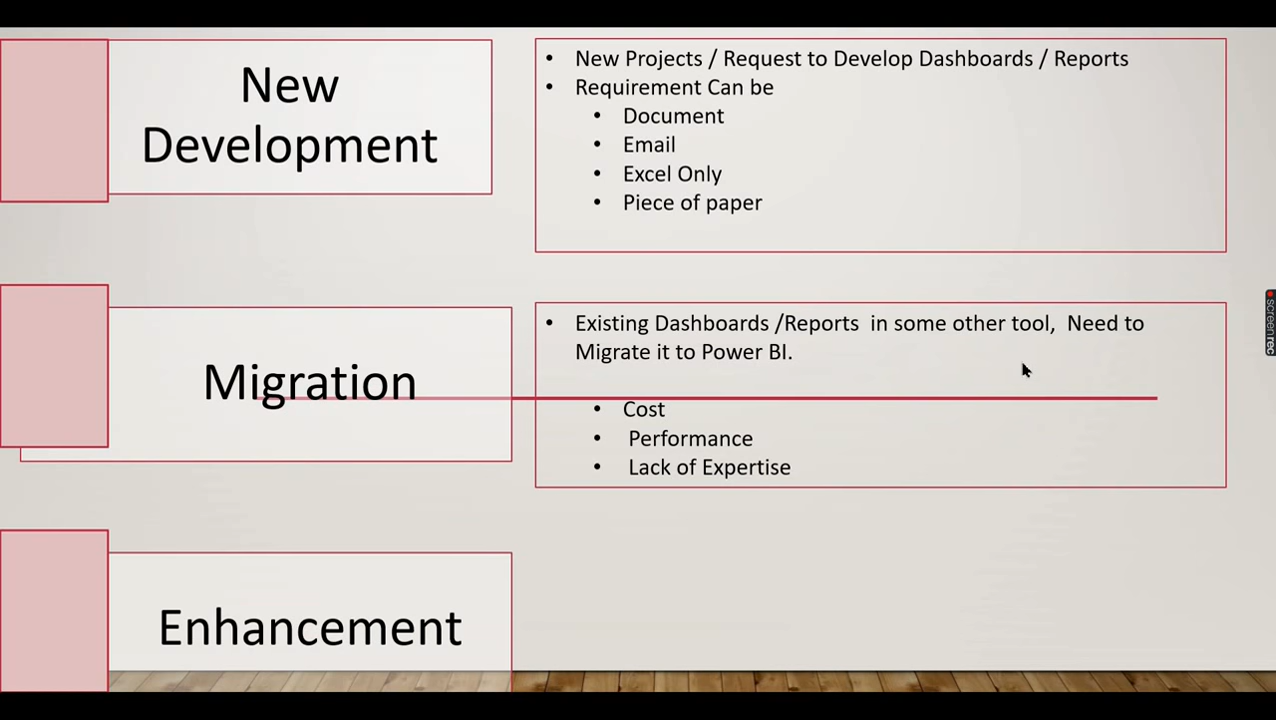 New
Development
• New Projects / Request to Develop Dashboards / Reports
• Requirement Can be
• Document
• Email
• Excel Only
• Piece of paper
Migration
• Existing Dashboards /Reports in some other tool, Need to
Migrate it to Power BI.
• Cost
• Performance
• Lack of Expertise
Enhancement
screenrec